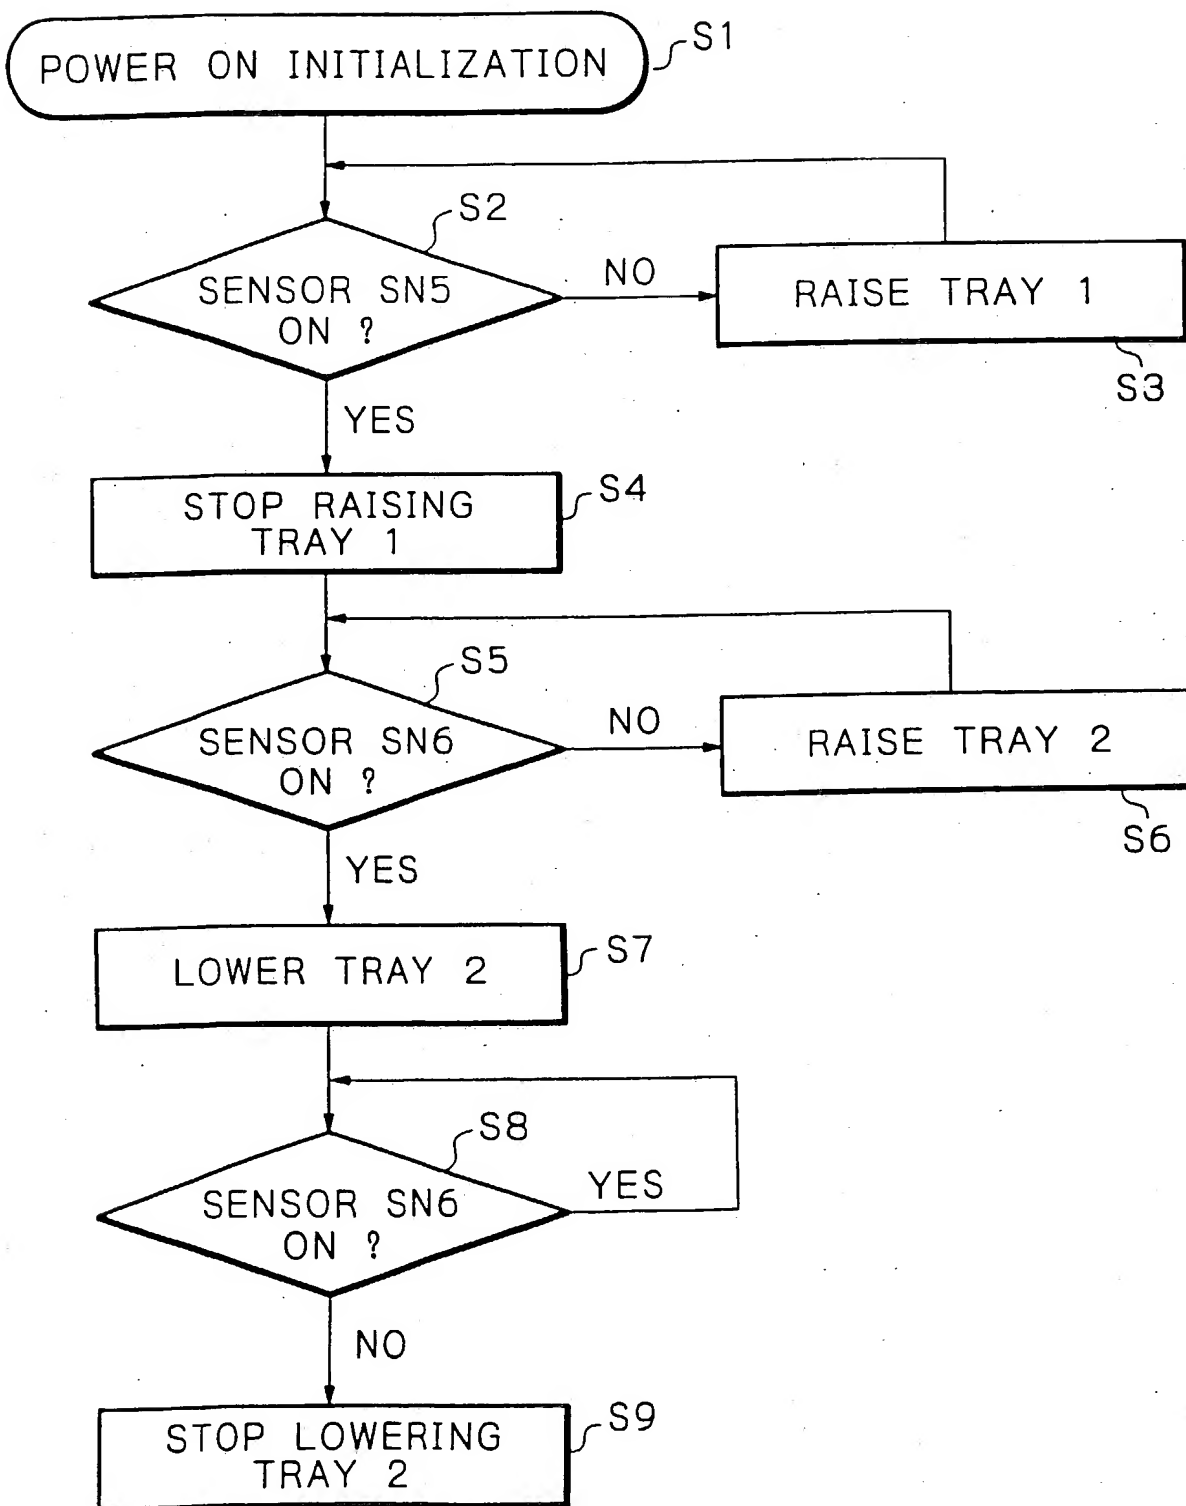 POWER ON INITIALIZATION
S1
S2
SENSOR SN5
ON ?
NO
RAISE TRAY 1
S3
YES
STOP RAISING
TRAY 1
S4
S5
SENSOR SN6
ON ?
NO
RAISE TRAY 2
S6
YES
LOWER TRAY 2
S7
S8
SENSOR SN6
ON ?
YES
NO
STOP LOWERING
TRAY 2
S9